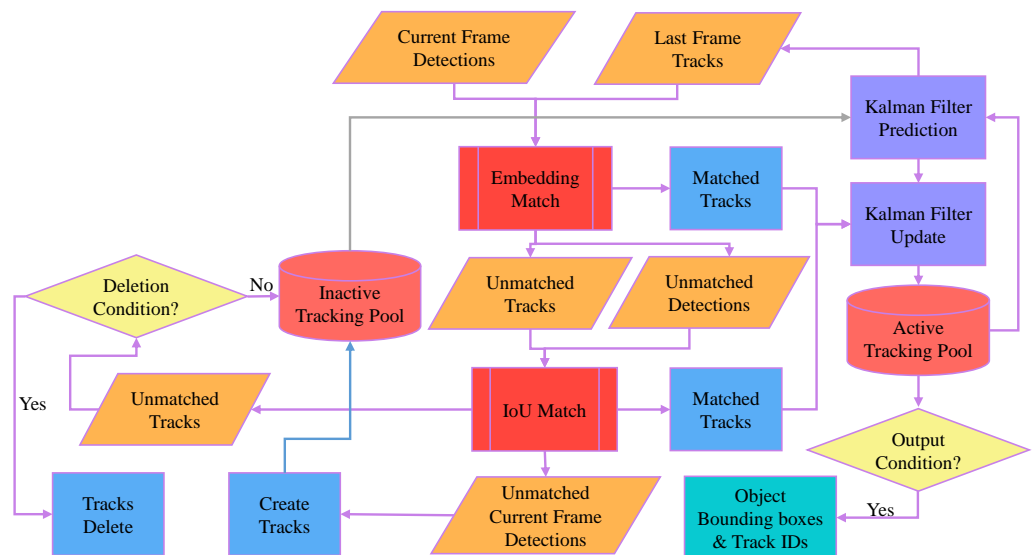 Current Frame
Detections
Last Frame
Tracks
Kalman Filter
Prediction
Embedding
Match
Matched
Tracks
Kalman Filter
Update
Deletion
Condition?
No
Inactive
Tracking Pool
Unmatched
Tracks
Unmatched
Detections
Active
Tracking Pool
Yes
Unmatched
Tracks
IoU Match
Matched
Tracks
Output
Condition?
Tracks
Delete
Create
Tracks
Unmatched
Current Frame
Detections
Object
Bounding boxes
& Track IDs
Yes